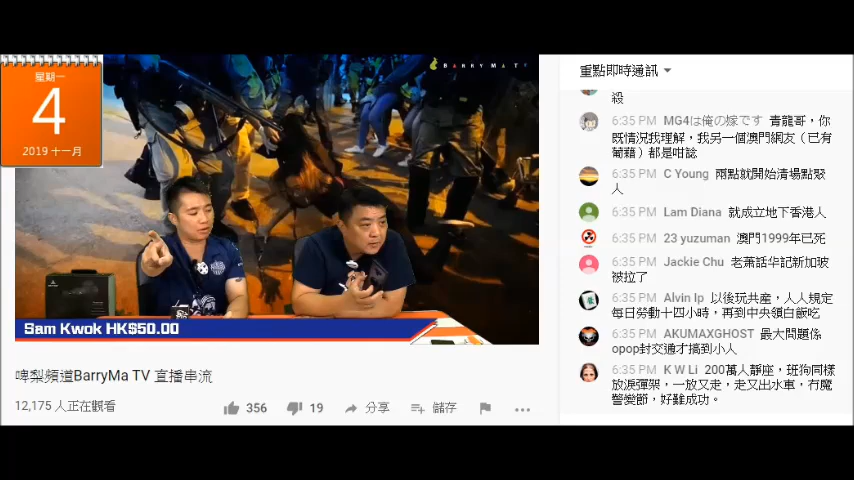 BARRYMA TV
星期一
4
2019 十一月
Sam Kwok HK$50.00
啤梨頻道BarryMa TV 直播串流
12,175 人正在觀看
356
19
分享
儲存
重點即時通訊
殺
6:35 PM MG4は俺の嫁です 青龍哥，你
既情況我理解，我另一個澳門網友（已有
葡藉）都是咁諗
6:35 PM C Young 兩點就開始清場點聚
人
6:35 PM Lam Diana 就成立地下香港人
6:35 PM 23 yuzuman 澳門1999年已死
6:35 PM Jackie Chu 老蕭話华記新加坡
被拉了
6:35 PM Alvin Ip 以後玩共産，人人規定
每日勞動十四小時，再到中央領白飯吃
6:35 PM AKUMAXGHOST 最大問題係
opop封交通才搞到小人
6:35 PM K W Li 200萬人靜座，班狗同樣
放淚彈架，一放又走，走又出水車，冇魔
警變節，好難成功。